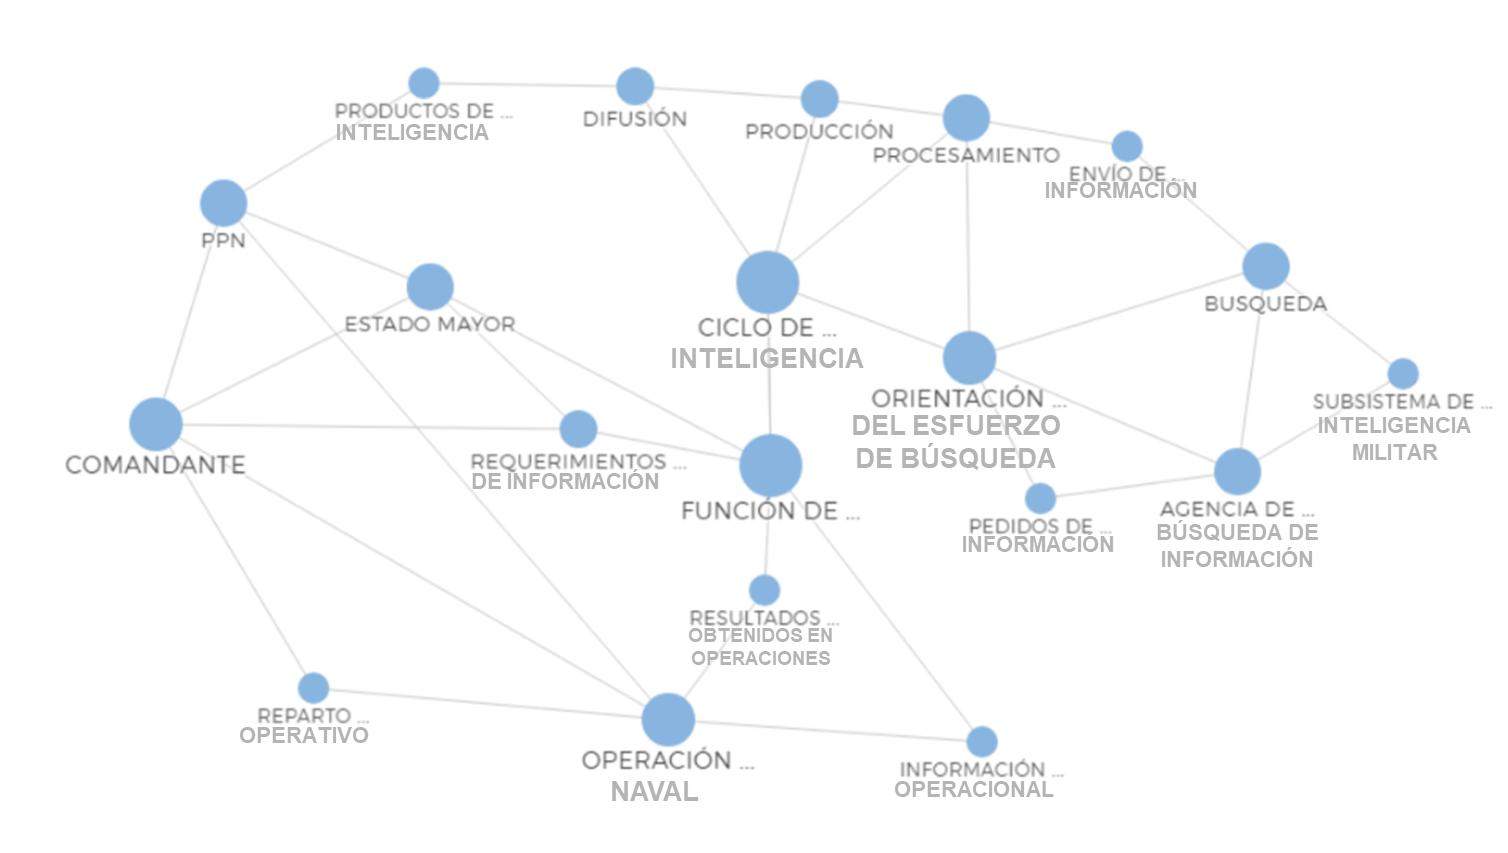 PRODUCTOS DE ...
INTELIGENCIA
DIFUSIÓN
PRODUCCIÓN
PROCESAMIENTO
ENVÍO DE ...
INFORMACIÓN
PPN
ESTADO MAYOR
CICLO DE ...
INTELIGENCIA
BUSQUEDA
ORIENTACIÓN ...
DEL ESFUERZO
DE BÚSQUEDA
SUBSISTEMA DE ...
INTELIGENCIA
MILITAR
COMANDANTE
REQUERIMIENTOS ...
DE INFORMACIÓN
FUNCIÓN DE ...
PEDIDOS DE ...
INFORMACIÓN
AGENCIA DE ...
BÚSQUEDA DE
INFORMACIÓN
RESULTADOS ...
OBTENIDOS EN
OPERACIONES
REPARTO ...
OPERATIVO
OPERACIÓN ...
NAVAL
INFORMACIÓN ...
OPERACIONAL